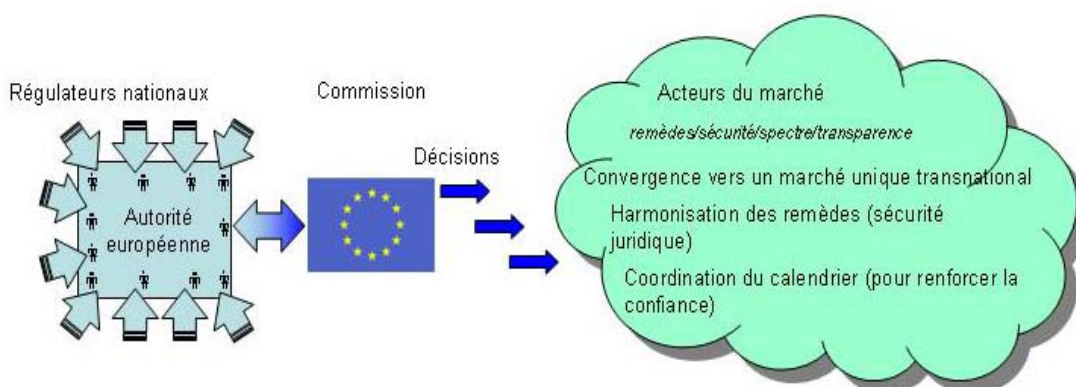 Régulateurs nationaux
Commission
Autorité
européenne
Décisions
Acteurs du marché
remèdes/sécurité/spectre/transparence
Convergence vers un marché unique transnational
Harmonisation des remèdes (sécurité
juridique)
Coordination du calendrier (pour renforcer la
confiance)